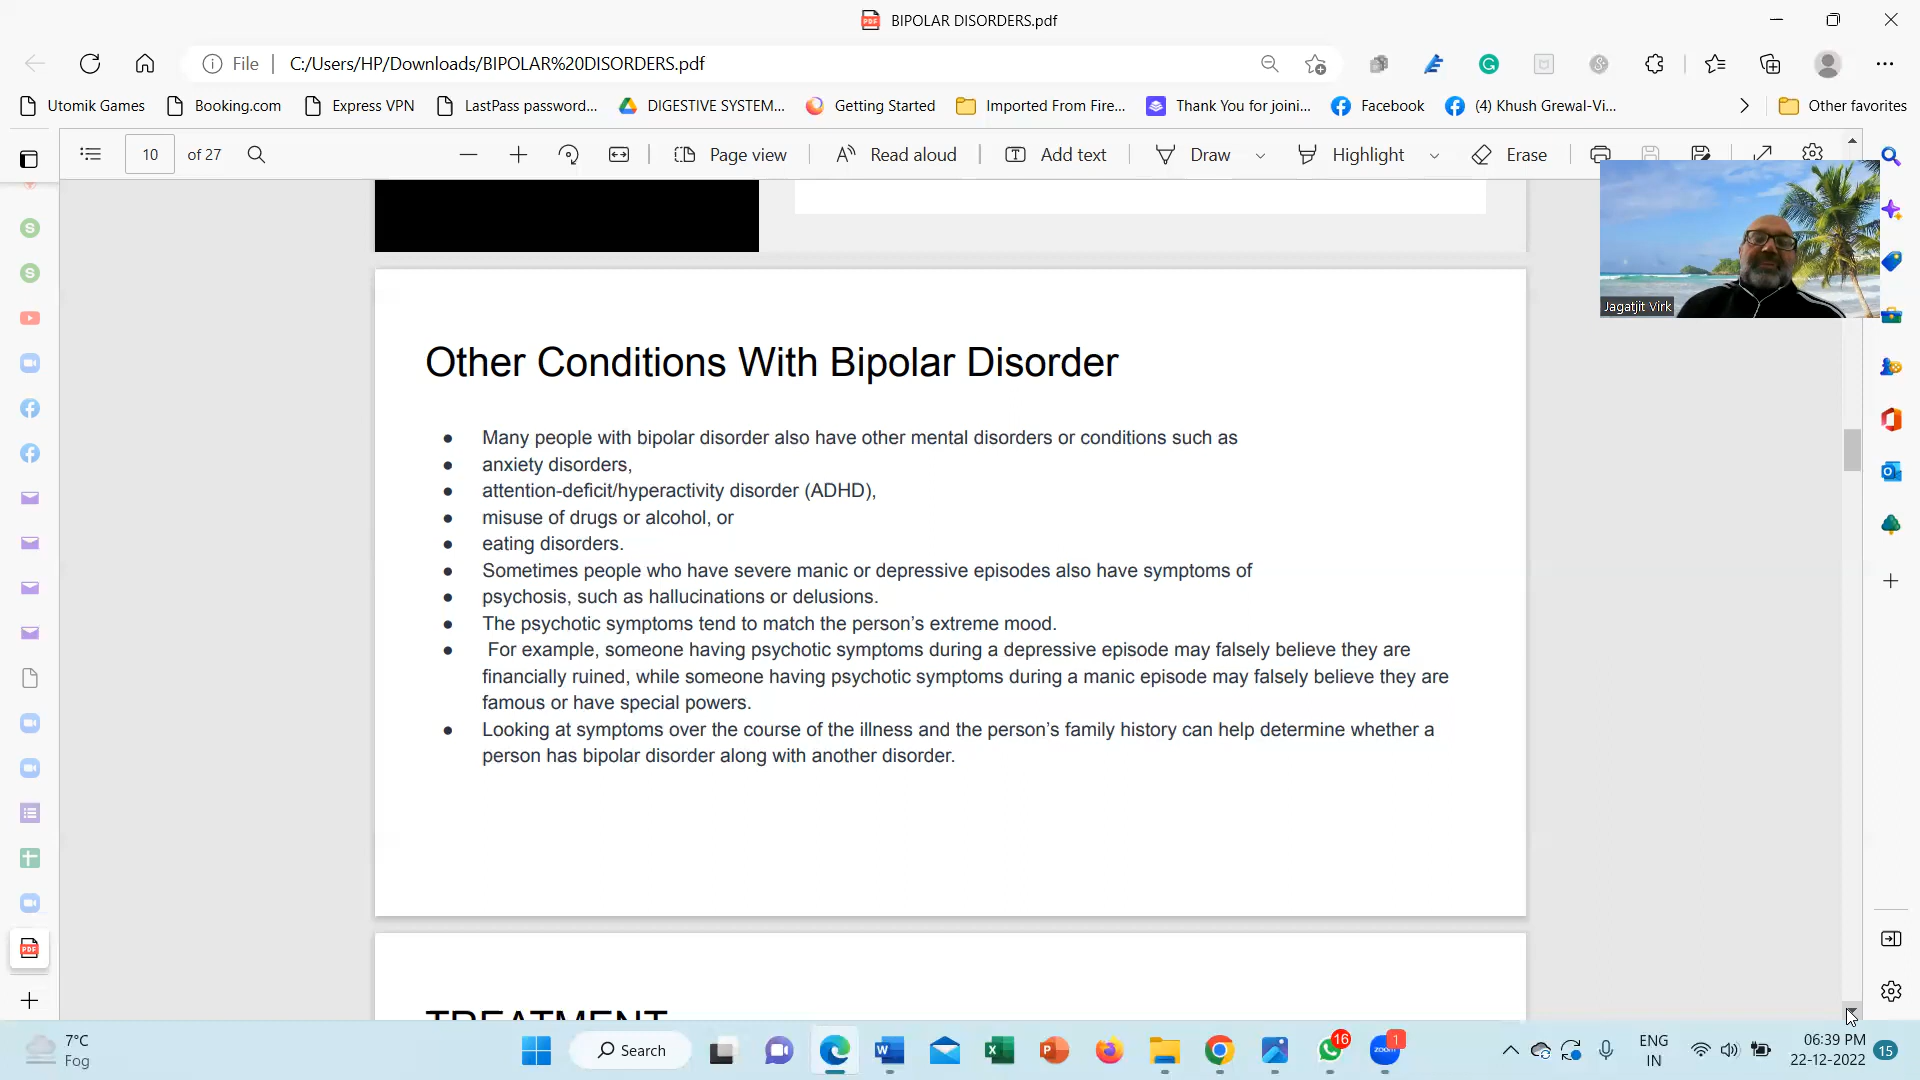 BIPOLAR DISORDERS.pdf
File
C:/Users/HP/Downloads/BIPOLAR%20DISORDERS.pdf
Utomik Games
Booking.com
Express VPN
LastPass password...
DIGESTIVE SYSTEM...
Getting Started
Imported From Fire...
Thank You for joini...
Facebook
(4) Khush Grewal-Vi...
Other favorites
10 of 27
Page view
Read aloud
Add text
Draw
Highlight
Erase
Jagatjit Virk
Other Conditions With Bipolar Disorder
● Many people with bipolar disorder also have other mental disorders or conditions such as
● anxiety disorders,
● attention-deficit/hyperactivity disorder (ADHD),
● misuse of drugs or alcohol, or
● eating disorders.
● Sometimes people who have severe manic or depressive episodes also have symptoms of
● psychosis, such as hallucinations or delusions.
● The psychotic symptoms tend to match the person’s extreme mood.
● For example, someone having psychotic symptoms during a depressive episode may falsely believe they are
financially ruined, while someone having psychotic symptoms during a manic episode may falsely believe they are
famous or have special powers.
● Looking at symptoms over the course of the illness and the person’s family history can help determine whether a
person has bipolar disorder along with another disorder.
TREATMENT
7°C
Fog
Search
16
zoom
1
ENG
IN
06:39 PM
22-12-2022
15